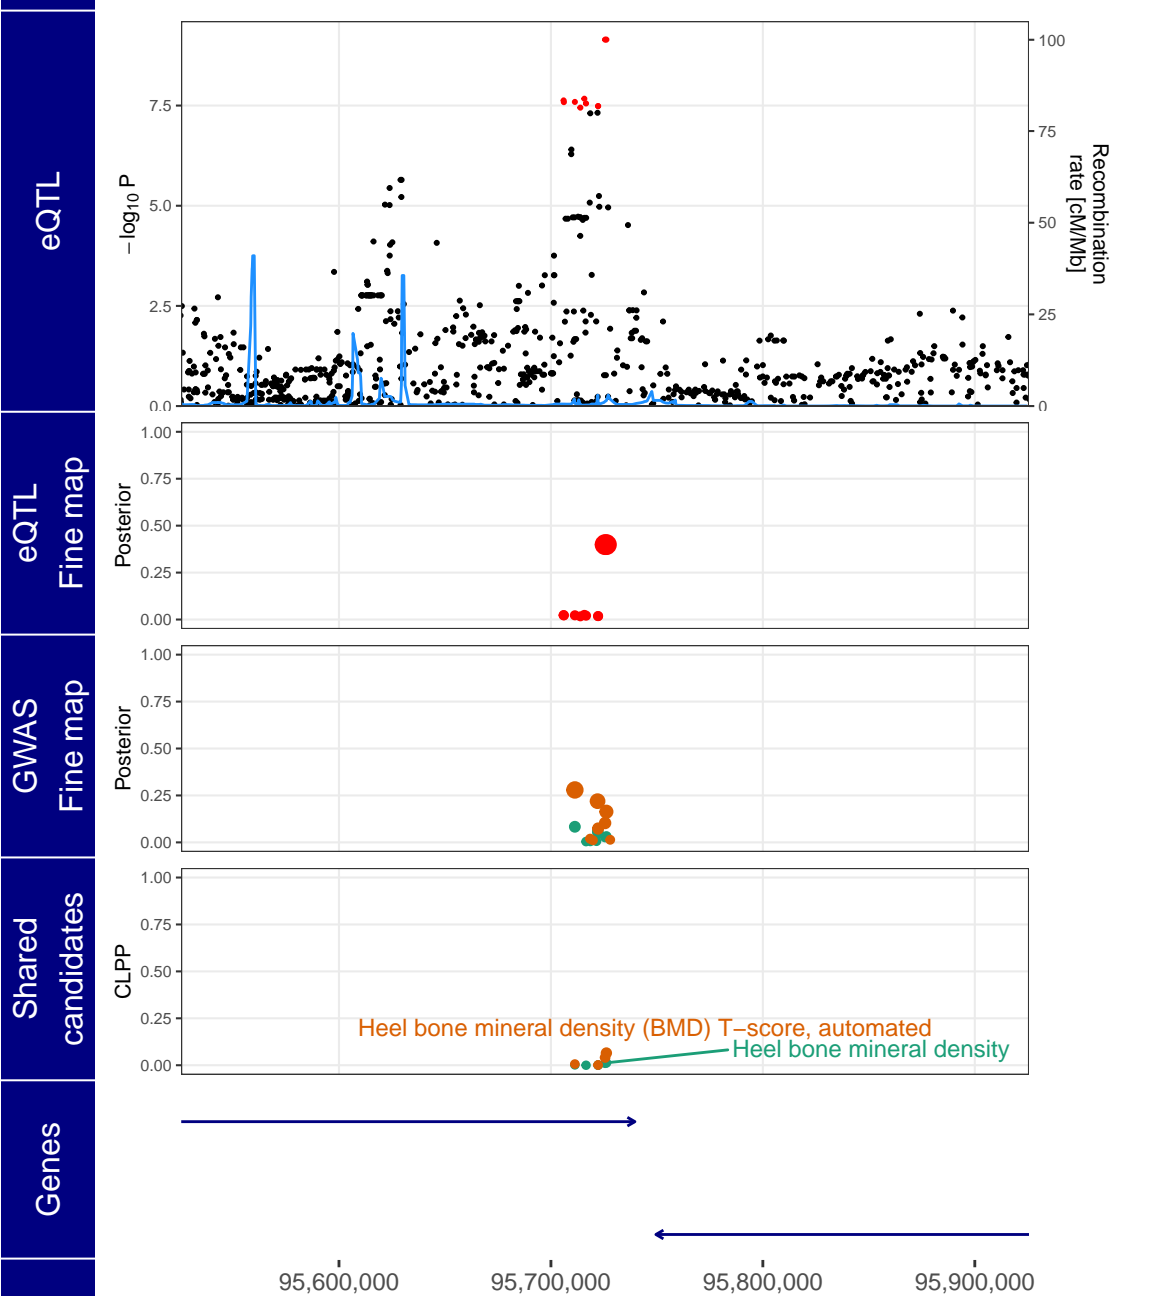 eQTL
−log10 P
7.5
5.0
2.5
0.0
100
75
50
25
0
Recombination
rate [cM/Mb]
eQTL
Fine map
Posterior
1.00
0.75
0.50
0.25
0.00
GWAS
Fine map
Posterior
1.00
0.75
0.50
0.25
0.00
Shared
candidates
CLPP
1.00
0.75
0.50
0.25
0.00
Heel bone mineral density (BMD) T−score, automated
Heel bone mineral density
Genes
95,600,000
95,700,000
95,800,000
95,900,000